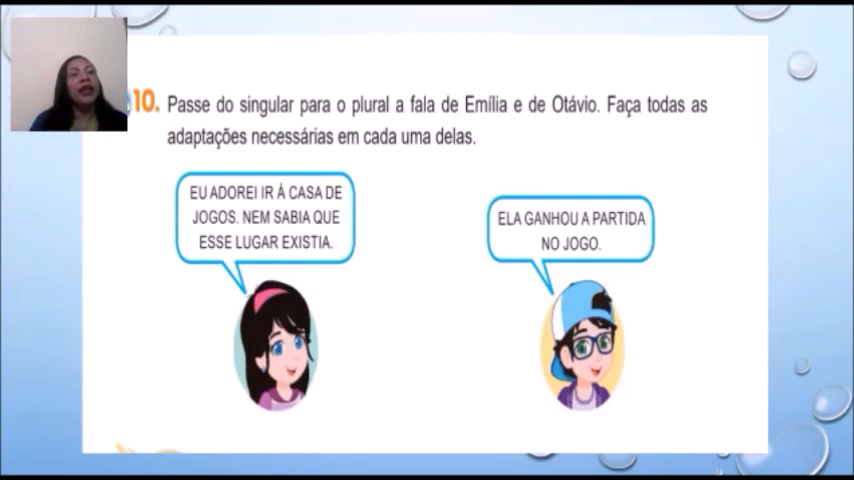 10. Passe do singular para o plural a fala de Emília e de Otávio. Faça todas as
adaptações necessárias em cada uma delas.
EU ADOREI IR À CASA DE
JOGOS. NEM SABIA QUE
ESSE LUGAR EXISTIA.
ELA GANHOU A PARTIDA
NO JOGO.